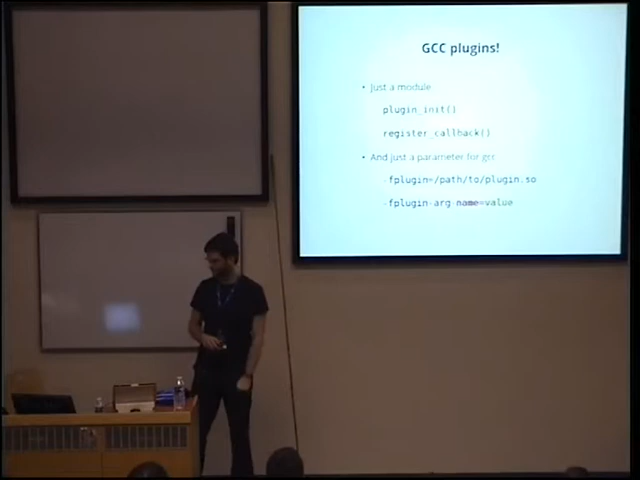 GCC plugins!
• Just a module
plugin_init()
register_callback()
• And just a parameter for gcc
-fplugin=/path/to/plugin.so
-fplugin-arg-name=value